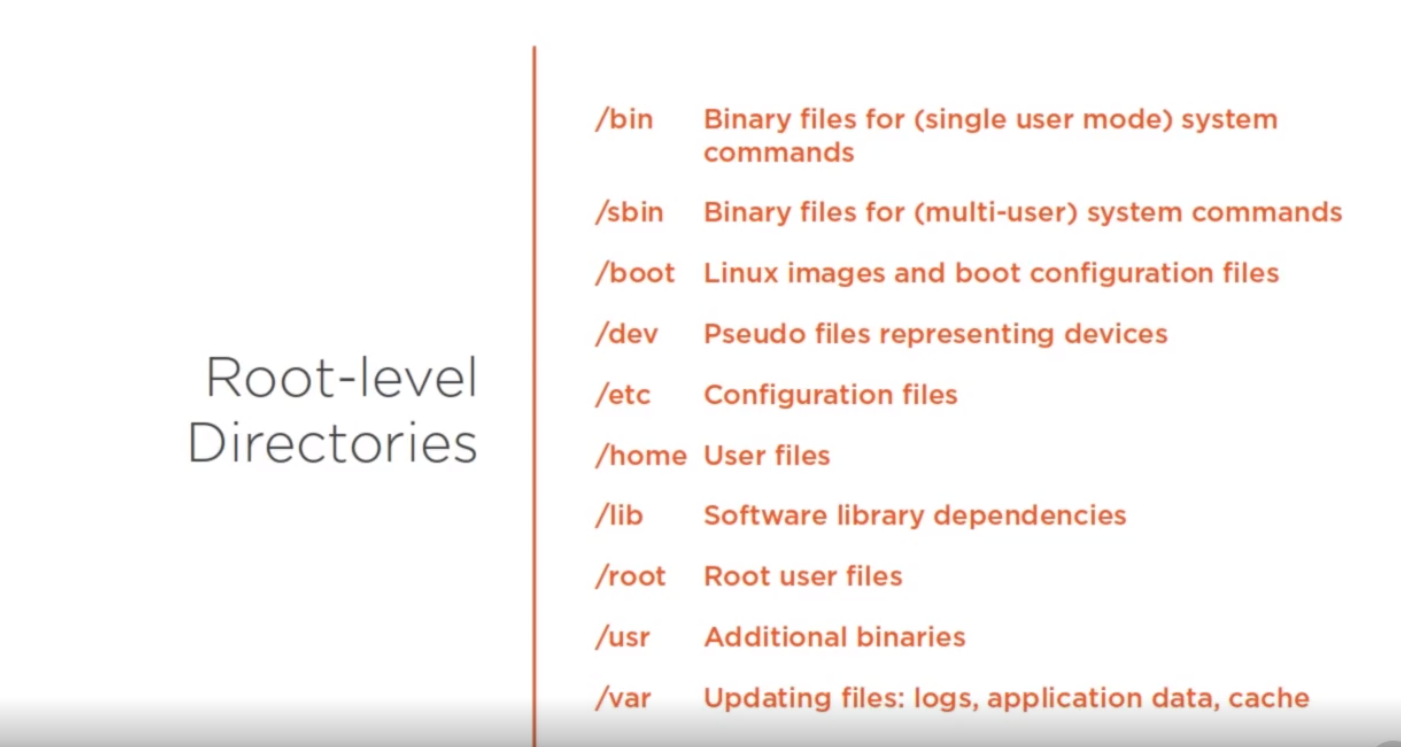 Root-level
Directories
/bin Binary files for (single user mode) system
commands
/sbin Binary files for (multi-user) system commands
/boot Linux images and boot configuration files
/dev Pseudo files representing devices
/etc Configuration files
/home User files
/lib Software library dependencies
/root Root user files
/usr Additional binaries
/var Updating files: logs, application data, cache